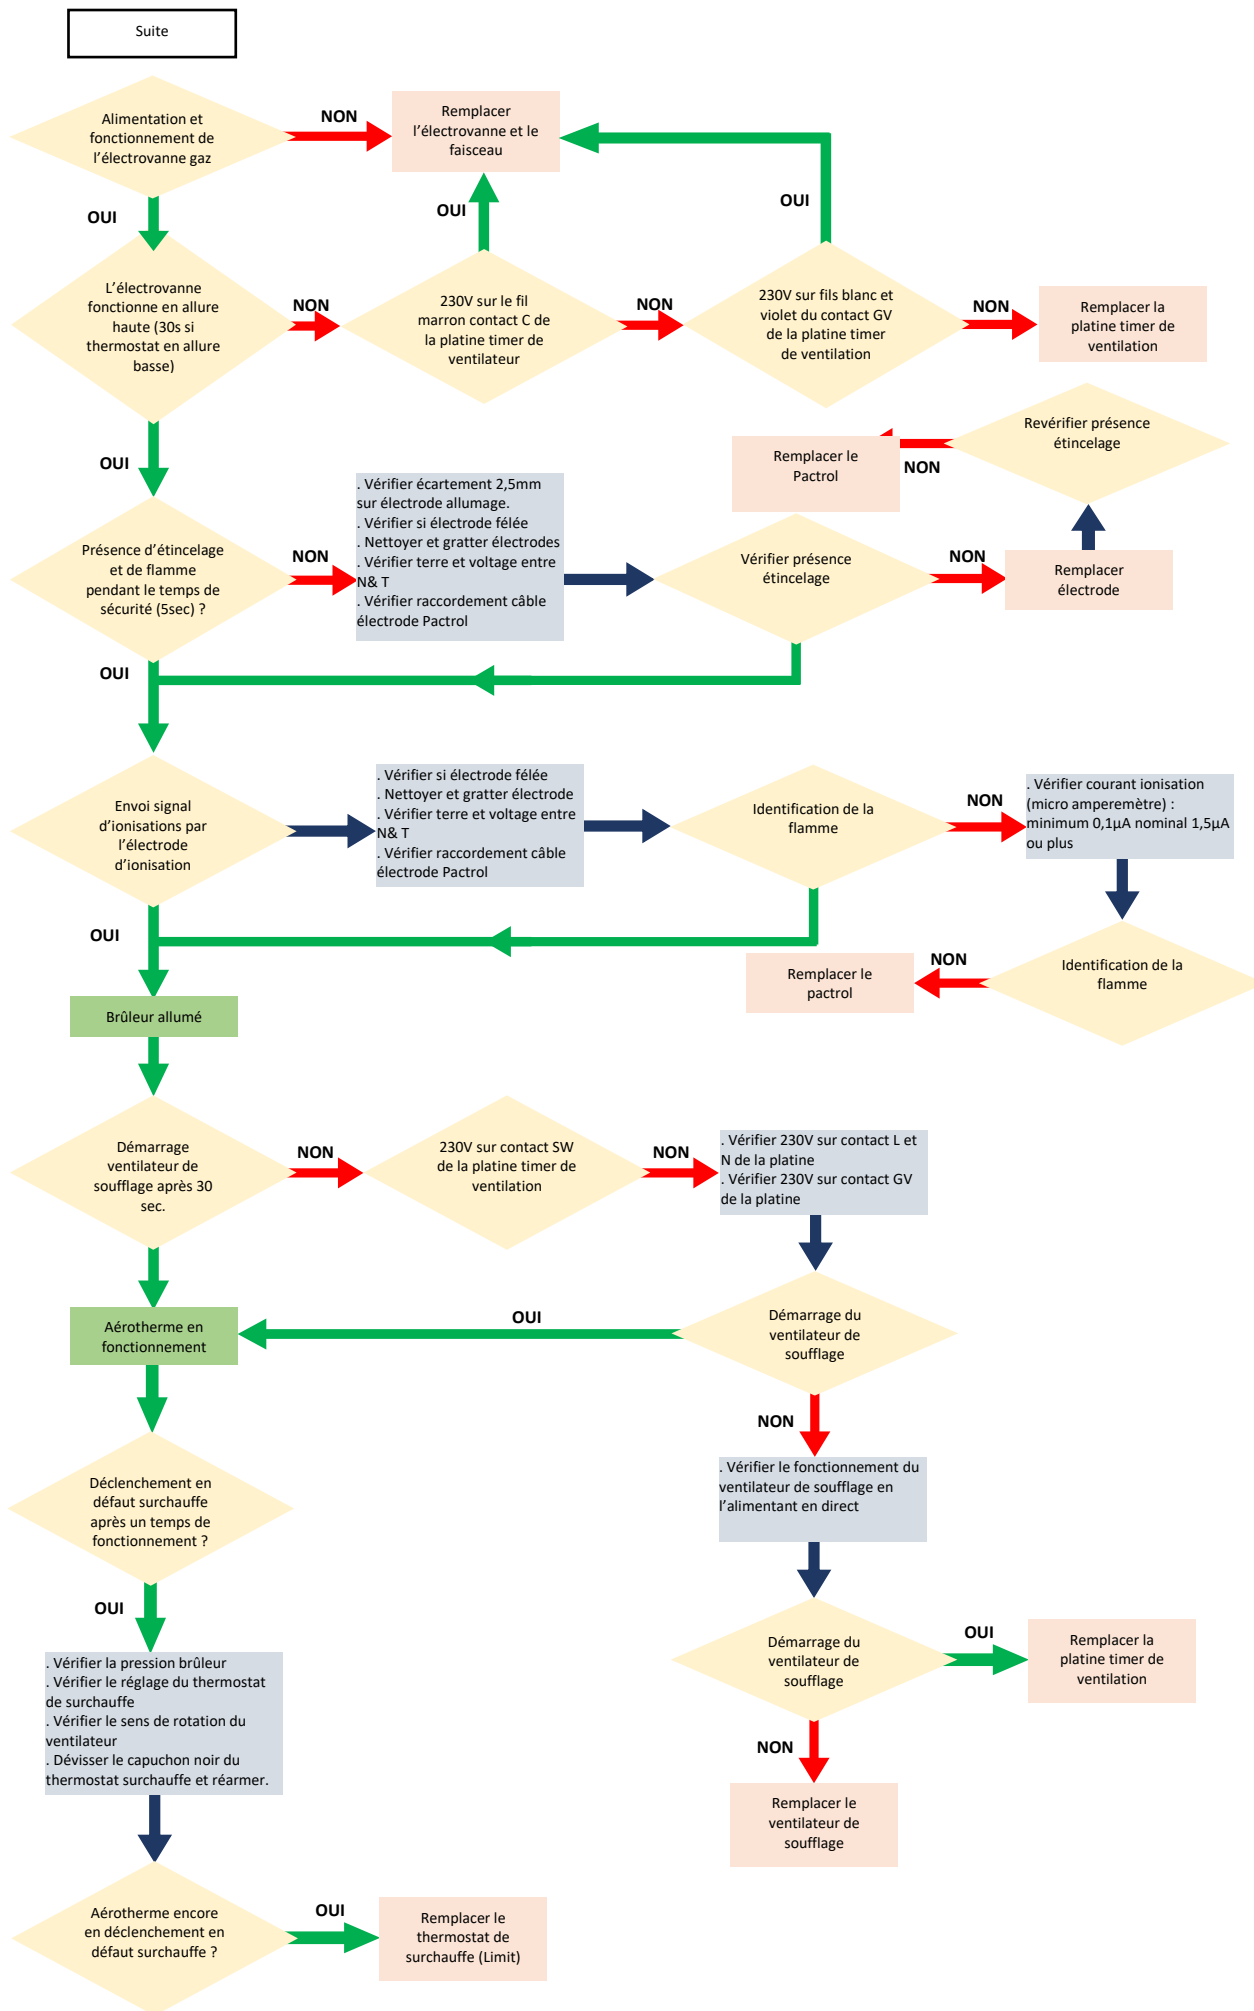 Suite
Alimentation et
fonctionnement de
l'électrovanne gaz
NON
Remplacer
l'électrovanne et le
faisceau
OUI
OUI
OUI
L'électrovanne
fonctionne en allure
haute (30s si
thermostat en allure
basse)
NON
230V sur le fil
marron contact C de
la platine timer de
ventilateur
NON
230V sur fils blanc et
violet du contact GV
de la platine timer
de ventilation
NON
Remplacer la
platine timer de
ventilation
OUI
Revérifier présence
étincelage
NON
Remplacer le
Pactrol
Présence d'étincelage
et de flamme
pendant le temps de
sécurité (5sec) ?
NON
. Vérifier écartement 2,5mm
sur électrode allumage.
. Vérifier si électrode félée
. Nettoyer et gratter électrodes
. Vérifier terre et voltage entre
N& T
. Vérifier raccordement câble
électrode Pactrol
Vérifier présence
étincelage
NON
Remplacer
électrode
OUI
Envoi signal
d'ionisations par
l'électrode
d'ionisation
. Vérifier si électrode félée
. Nettoyer et gratter électrode
. Vérifier terre et voltage entre
N& T
. Vérifier raccordement câble
électrode Pactrol
Identification de la
flamme
NON
. Vérifier courant ionisation
(micro amperemètre) :
minimum 0,1µA nominal 1,5µA
ou plus
OUI
Identification de la
flamme
NON
Remplacer le
pactrol
Brûleur allumé
Démarrage
ventilateur de
soufflage après 30
sec.
NON
230V sur contact SW
de la platine timer de
ventilation
NON
. Vérifier 230V sur contact L et
N de la platine
. Vérifier 230V sur contact GV
de la platine
Aérotherme en
fonctionnement
OUI
Démarrage du
ventilateur de
soufflage
NON
. Vérifier le fonctionnement du
ventilateur de soufflage en
l'alimentant en direct
Déclenchement en
défaut surchauffe
après un temps de
fonctionnement ?
OUI
Démarrage du
ventilateur de
soufflage
OUI
Remplacer la
platine timer de
ventilation
. Vérifier la pression brûleur
. Vérifier le réglage du thermostat
de surchauffe
. Vérifier le sens de rotation du
ventilateur
. Dévisser le capuchon noir du
thermostat surchauffe et réarmer.
NON
Remplacer le
ventilateur de
soufflage
Aérotherme encore
en déclenchement en
défaut surchauffe ?
OUI
Remplacer le
thermostat de
surchauffe (Limit)